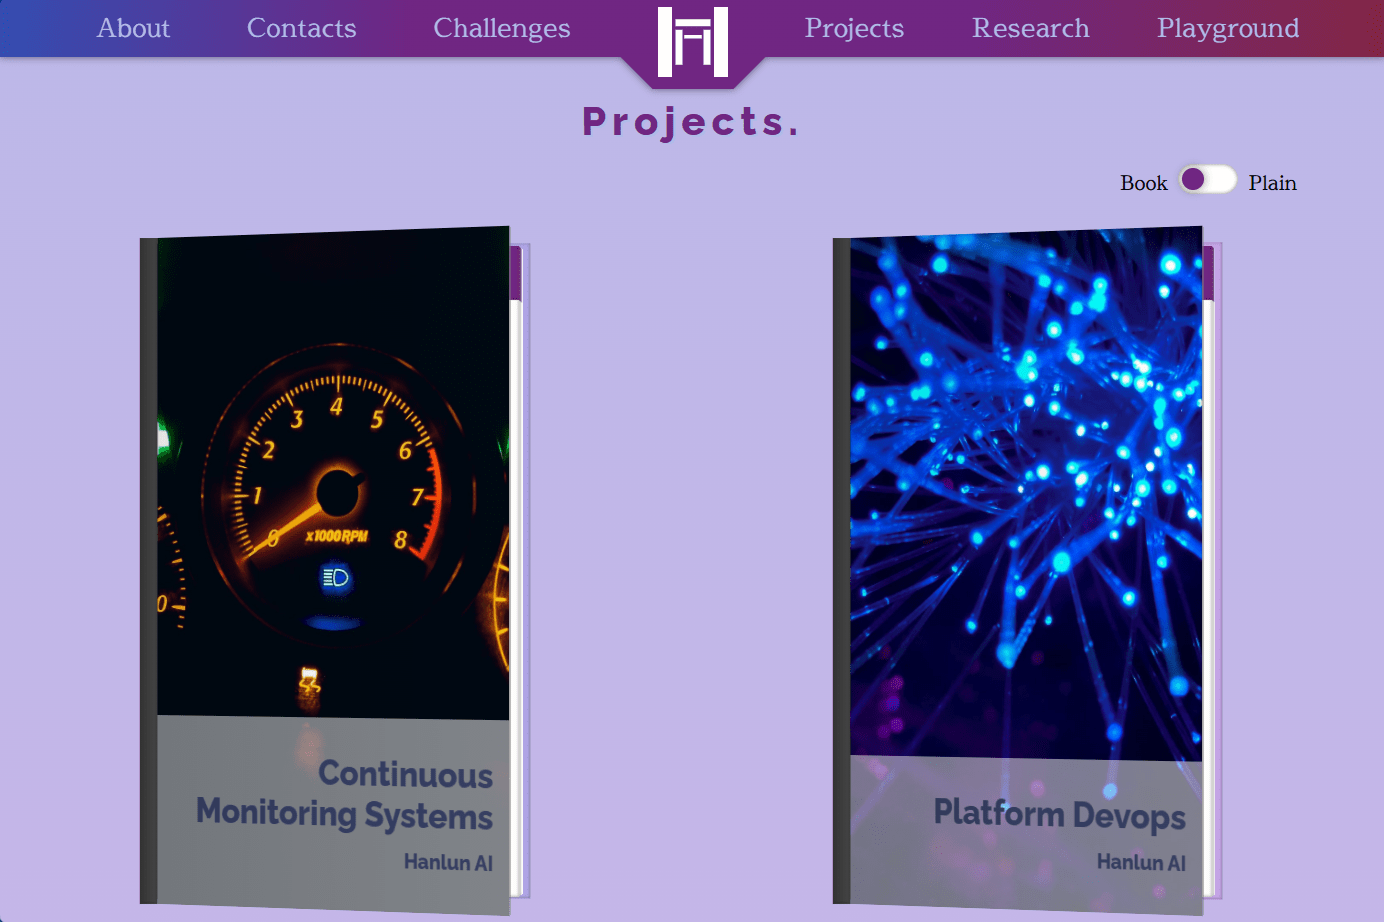 About Contacts Challenges Projects Research Playground
Projects.
Book Plain
4
3 5
2 6
1 7
0 x1000RPM 8
0
Continuous
Monitoring Systems
Hanlun AI
Platform Devops
Hanlun AI